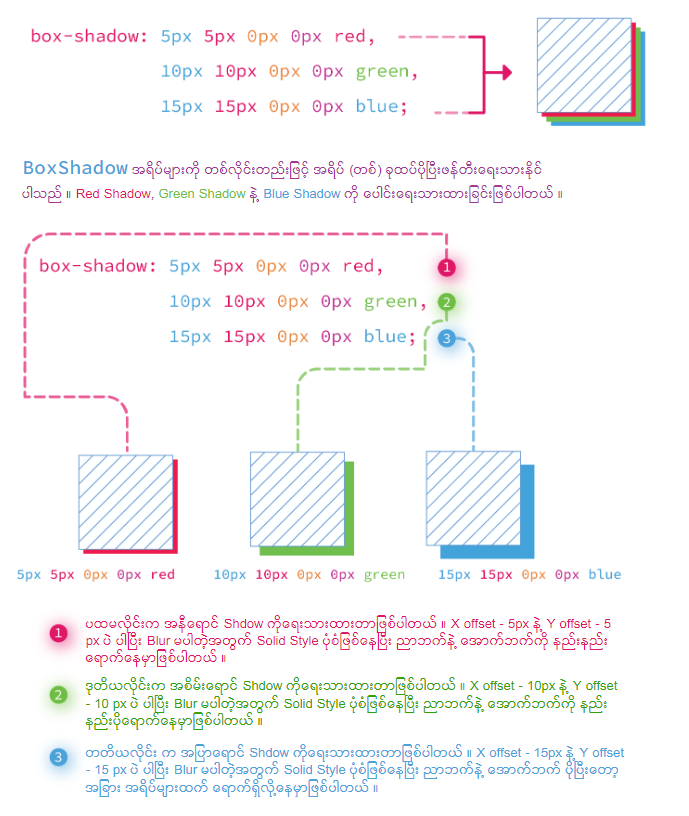 box-shadow: 5px 5px 0px 0px red,
10px 10px 0px 0px green,
15px 15px 0px 0px blue;
BoxShadow အရိပ်များကို တစ်လိုင်းတည်းဖြင့် အရိပ် (တစ်) ခုထပ်ပိုပြီးဖန်တီးရေးသားနိုင်
ပါသည် ။ Red Shadow, Green Shadow နဲ့ Blue Shadow ကို ပေါင်းရေးသားထားခြင်းဖြစ်ပါတယ် ။
box-shadow: 5px 5px 0px 0px red, 1
10px 10px 0px 0px green, 2
15px 15px 0px 0px blue; 3
5px 5px 0px 0px red 10px 10px 0px 0px green 15px 15px 0px 0px blue
1 ပထမလိုင်းက အနီရောင် Shdow ကိုရေးသားထားတာဖြစ်ပါတယ် ။ X offset - 5px နဲ့ Y offset - 5
px ပဲ ပါပြီး Blur မပါတဲ့အတွက် Solid Style ပုံစံဖြစ်နေပြီး ညာဘက်နဲ့ အောက်ဘက်ကို နည်းနည်း
ရောက်နေမှာဖြစ်ပါတယ် ။
2 ဒုတိယလိုင်းက အစိမ်းရောင် Shdow ကိုရေးသားထားတာဖြစ်ပါတယ် ။ X offset - 10px နဲ့ Y offset
- 10 px ပဲ ပါပြီး Blur မပါတဲ့အတွက် Solid Style ပုံစံဖြစ်နေပြီး ညာဘက်နဲ့ အောက်ဘက်ကို နည်း
နည်းပိုရောက်နေမှာဖြစ်ပါတယ် ။
3 တတိယလိုင်း က အပြာရောင် Shdow ကိုရေးသားထားတာဖြစ်ပါတယ် ။ X offset - 15px နဲ့ Y offset
- 15 px ပဲ ပါပြီး Blur မပါတဲ့အတွက် Solid Style ပုံစံဖြစ်နေပြီး ညာဘက်နဲ့ အောက်ဘက် ပိုပြီးတော့
အခြား အရိပ်များထက် ရောက်ရှိလို့နေမှာဖြစ်ပါတယ် ။